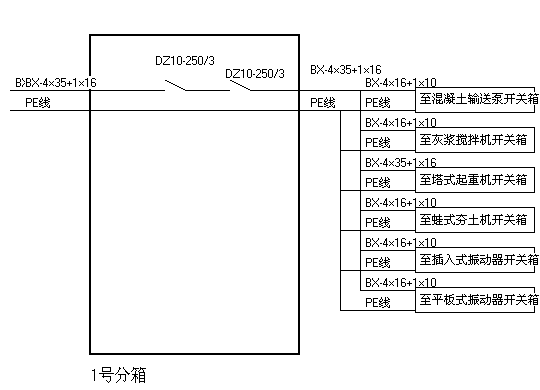 DZ10-250/3
DZ10-250/3
BX-4×35+1×16
BXBX-4×35+1×16
PE线
PE线
BX-4×16+1×10
PE线
至混凝土输送泵开关箱
BX-4×16+1×10
PE线
至灰浆搅拌机开关箱
BX-4×35+1×16
PE线
至塔式起重机开关箱
BX-4×16+1×10
PE线
至蛙式夯土机开关箱
BX-4×16+1×10
PE线
至插入式振动器开关箱
BX-4×16+1×10
PE线
至平板式振动器开关箱
1号分箱